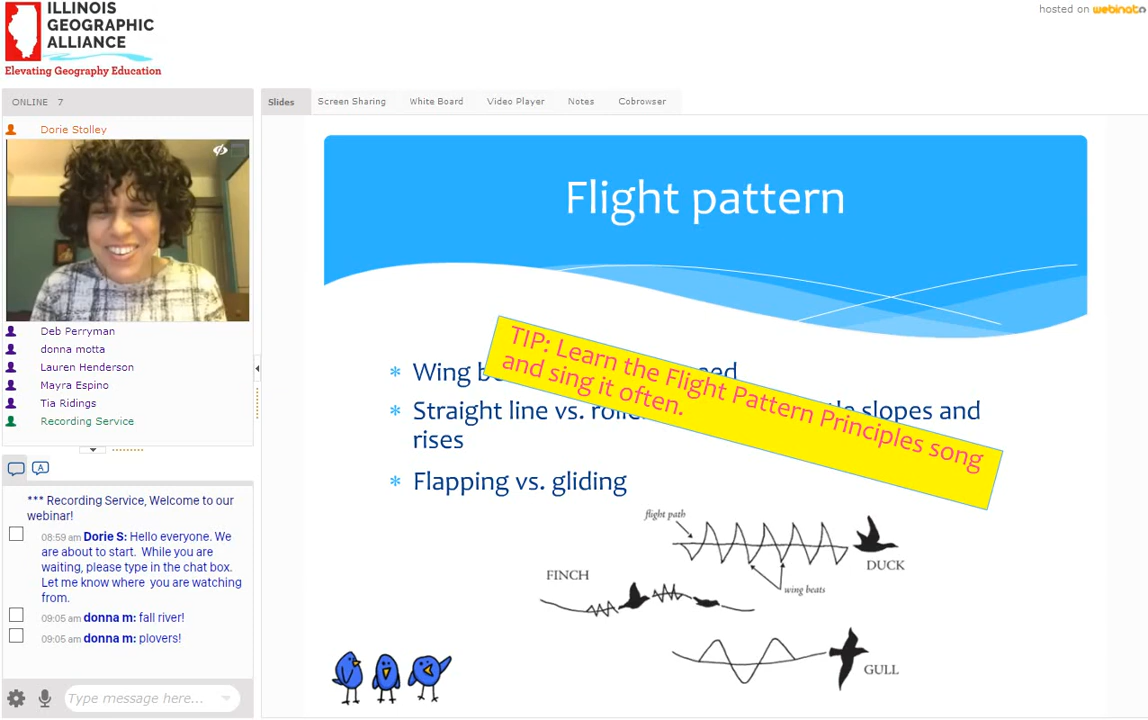 ILLINOIS
GEOGRAPHIC
ALLIANCE
Elevating Geography Education
hosted on webinato
ONLINE 7
Slides
Screen Sharing
White Board
Video Player
Notes
Cobrowser
Dorie Stolley
Deb Perryman
donna motta
Lauren Henderson
Mayra Espino
Tia Ridings
Recording Service
A
*** Recording Service, Welcome to our
webinar!
08:59 am Dorie S: Hello everyone. We
are about to start. While you are
waiting, please type in the chat box.
Let me know where you are watching
from.
09:05 am donna m: fall river!
09:05 am donna m: plovers!
Type message here...
Flight pattern
TIP: Learn the Flight Pattern Principles song
and sing it often.
Wing
Straight line vs. slopes and
rises
Flapping vs. gliding
flight path
DUCK
wing beats
FINCH
GULL